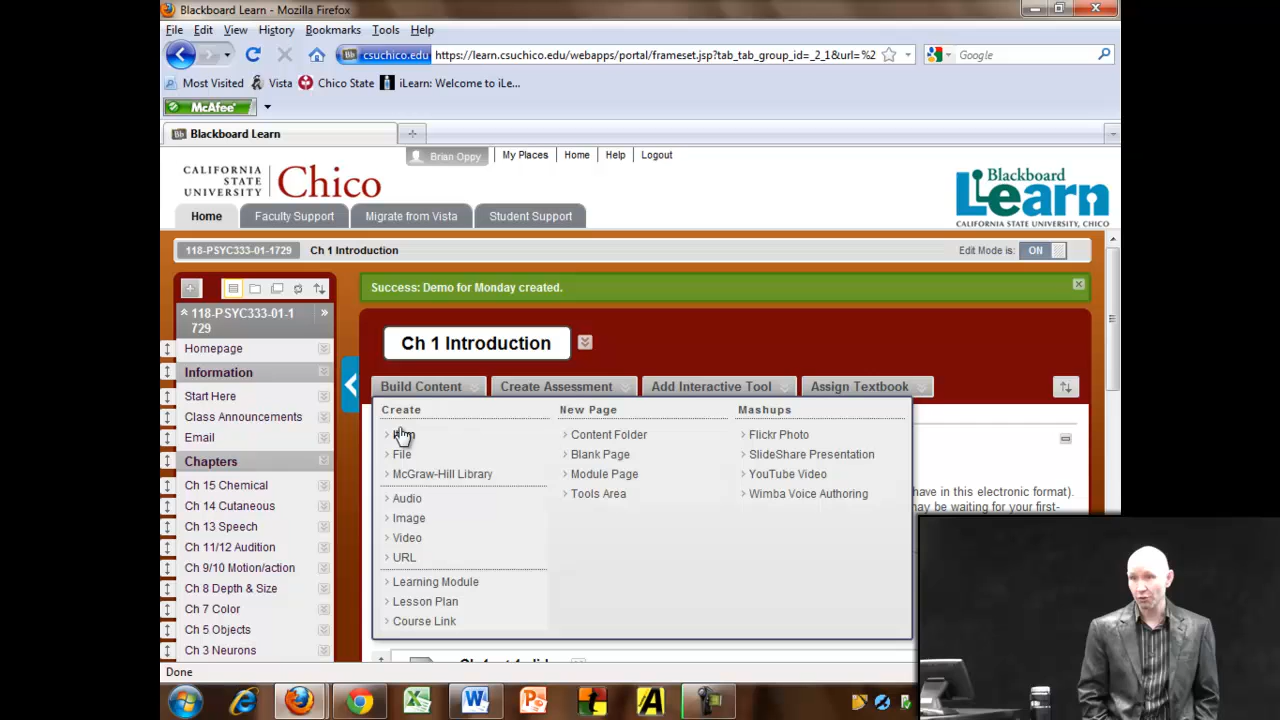 Blackboard Learn - Mozilla Firefox
File Edit View History Bookmarks Tools Help
csuchico.edu https://learn.csuchico.edu/webapps/portal/frameset.jsp?tab_tab_group_id=_2_1&url=%2 Google
Most Visited Vista Chico State iLearn: Welcome to iLe...
McAfee
Blackboard Learn
Brian Oppy My Places Home Help Logout
CALIFORNIA
STATE
UNIVERSITY
Chico
Blackboard
Learn
CALIFORNIA STATE UNIVERSITY, CHICO
Home Faculty Support Migrate from Vista Student Support
118-PSYC333-01-1729 Ch 1 Introduction Edit Mode is: ON
Success: Demo for Monday created.
118-PSYC333-01-1
729
Homepage
Information
Start Here
Class Announcements
Email
Chapters
Ch 15 Chemical
Ch 14 Cutaneous
Ch 13 Speech
Ch 11/12 Audition
Ch 9/10 Motion/action
Ch 8 Depth & Size
Ch 7 Color
Ch 5 Objects
Ch 3 Neurons
Ch 1 Introduction
Build Content Create Assessment Add Interactive Tool Assign Textbook
Create
File
McGraw-Hill Library
Audio
Image
Video
URL
Learning Module
Lesson Plan
Course Link
New Page
Content Folder
Blank Page
Module Page
Tools Area
Mashups
Flickr Photo
SlideShare Presentation
YouTube Video
Wimba Voice Authoring
have in this electronic format).
may be waiting for your first-
Done